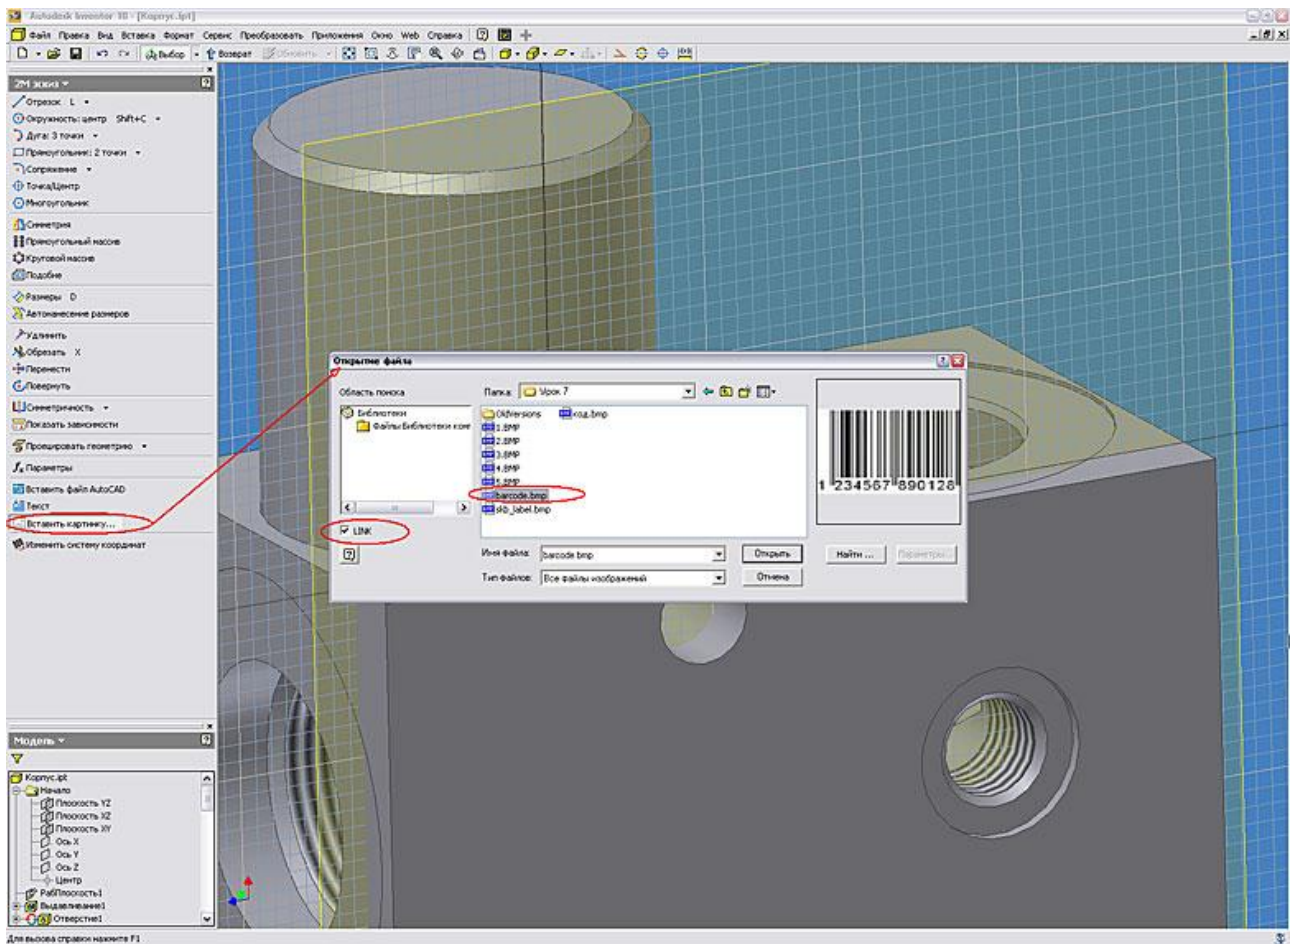 Autodesk Inventor 10 - [Корпус.ipt]
Файл Правка Вид Вставка Формат Сервис Преобразовать Приложения Окно Web Справка
Выбор Возврат Обновить
2М эскиз
Отрезок L
Окружность: центр Shift+C
Дуга: 3 точки
Прямоугольник: 2 точки
Сопряжение
Точка/Центр
Многоугольник
Симметрия
Прямоугольный массив
Круговой массив
Подобие
Размеры D
Автонанесение размеров
Удлинить
Обрезать X
Перенести
Повернуть
Симметричность
Показать зависимости
Проецировать геометрию
Параметры
Вставить файл AutoCAD
Текст
Вставить картинку...
Изменить систему координат
Открытие файла
Область поиска
Библиотеки
Файлы Библиотеки комп
LINK
Папка: Урок 7
OldVersions код.bmp
1.BMP
2.BMP
3.BMP
4.BMP
5.BMP
barcode.bmp
skb_label.bmp
1 234567 890128
Имя файла: barcode.bmp Открыть Найти ... Параметры...
Тип файлов: Все файлы изображений Отмена
Модель
Корпус.ipt
Начало
Плоскость YZ
Плоскость XZ
Плоскость XY
Ось X
Ось Y
Ось Z
Центр
РабПлоскость1
Выдавливание1
Отверстие1
Для вызова справки нажмите F1